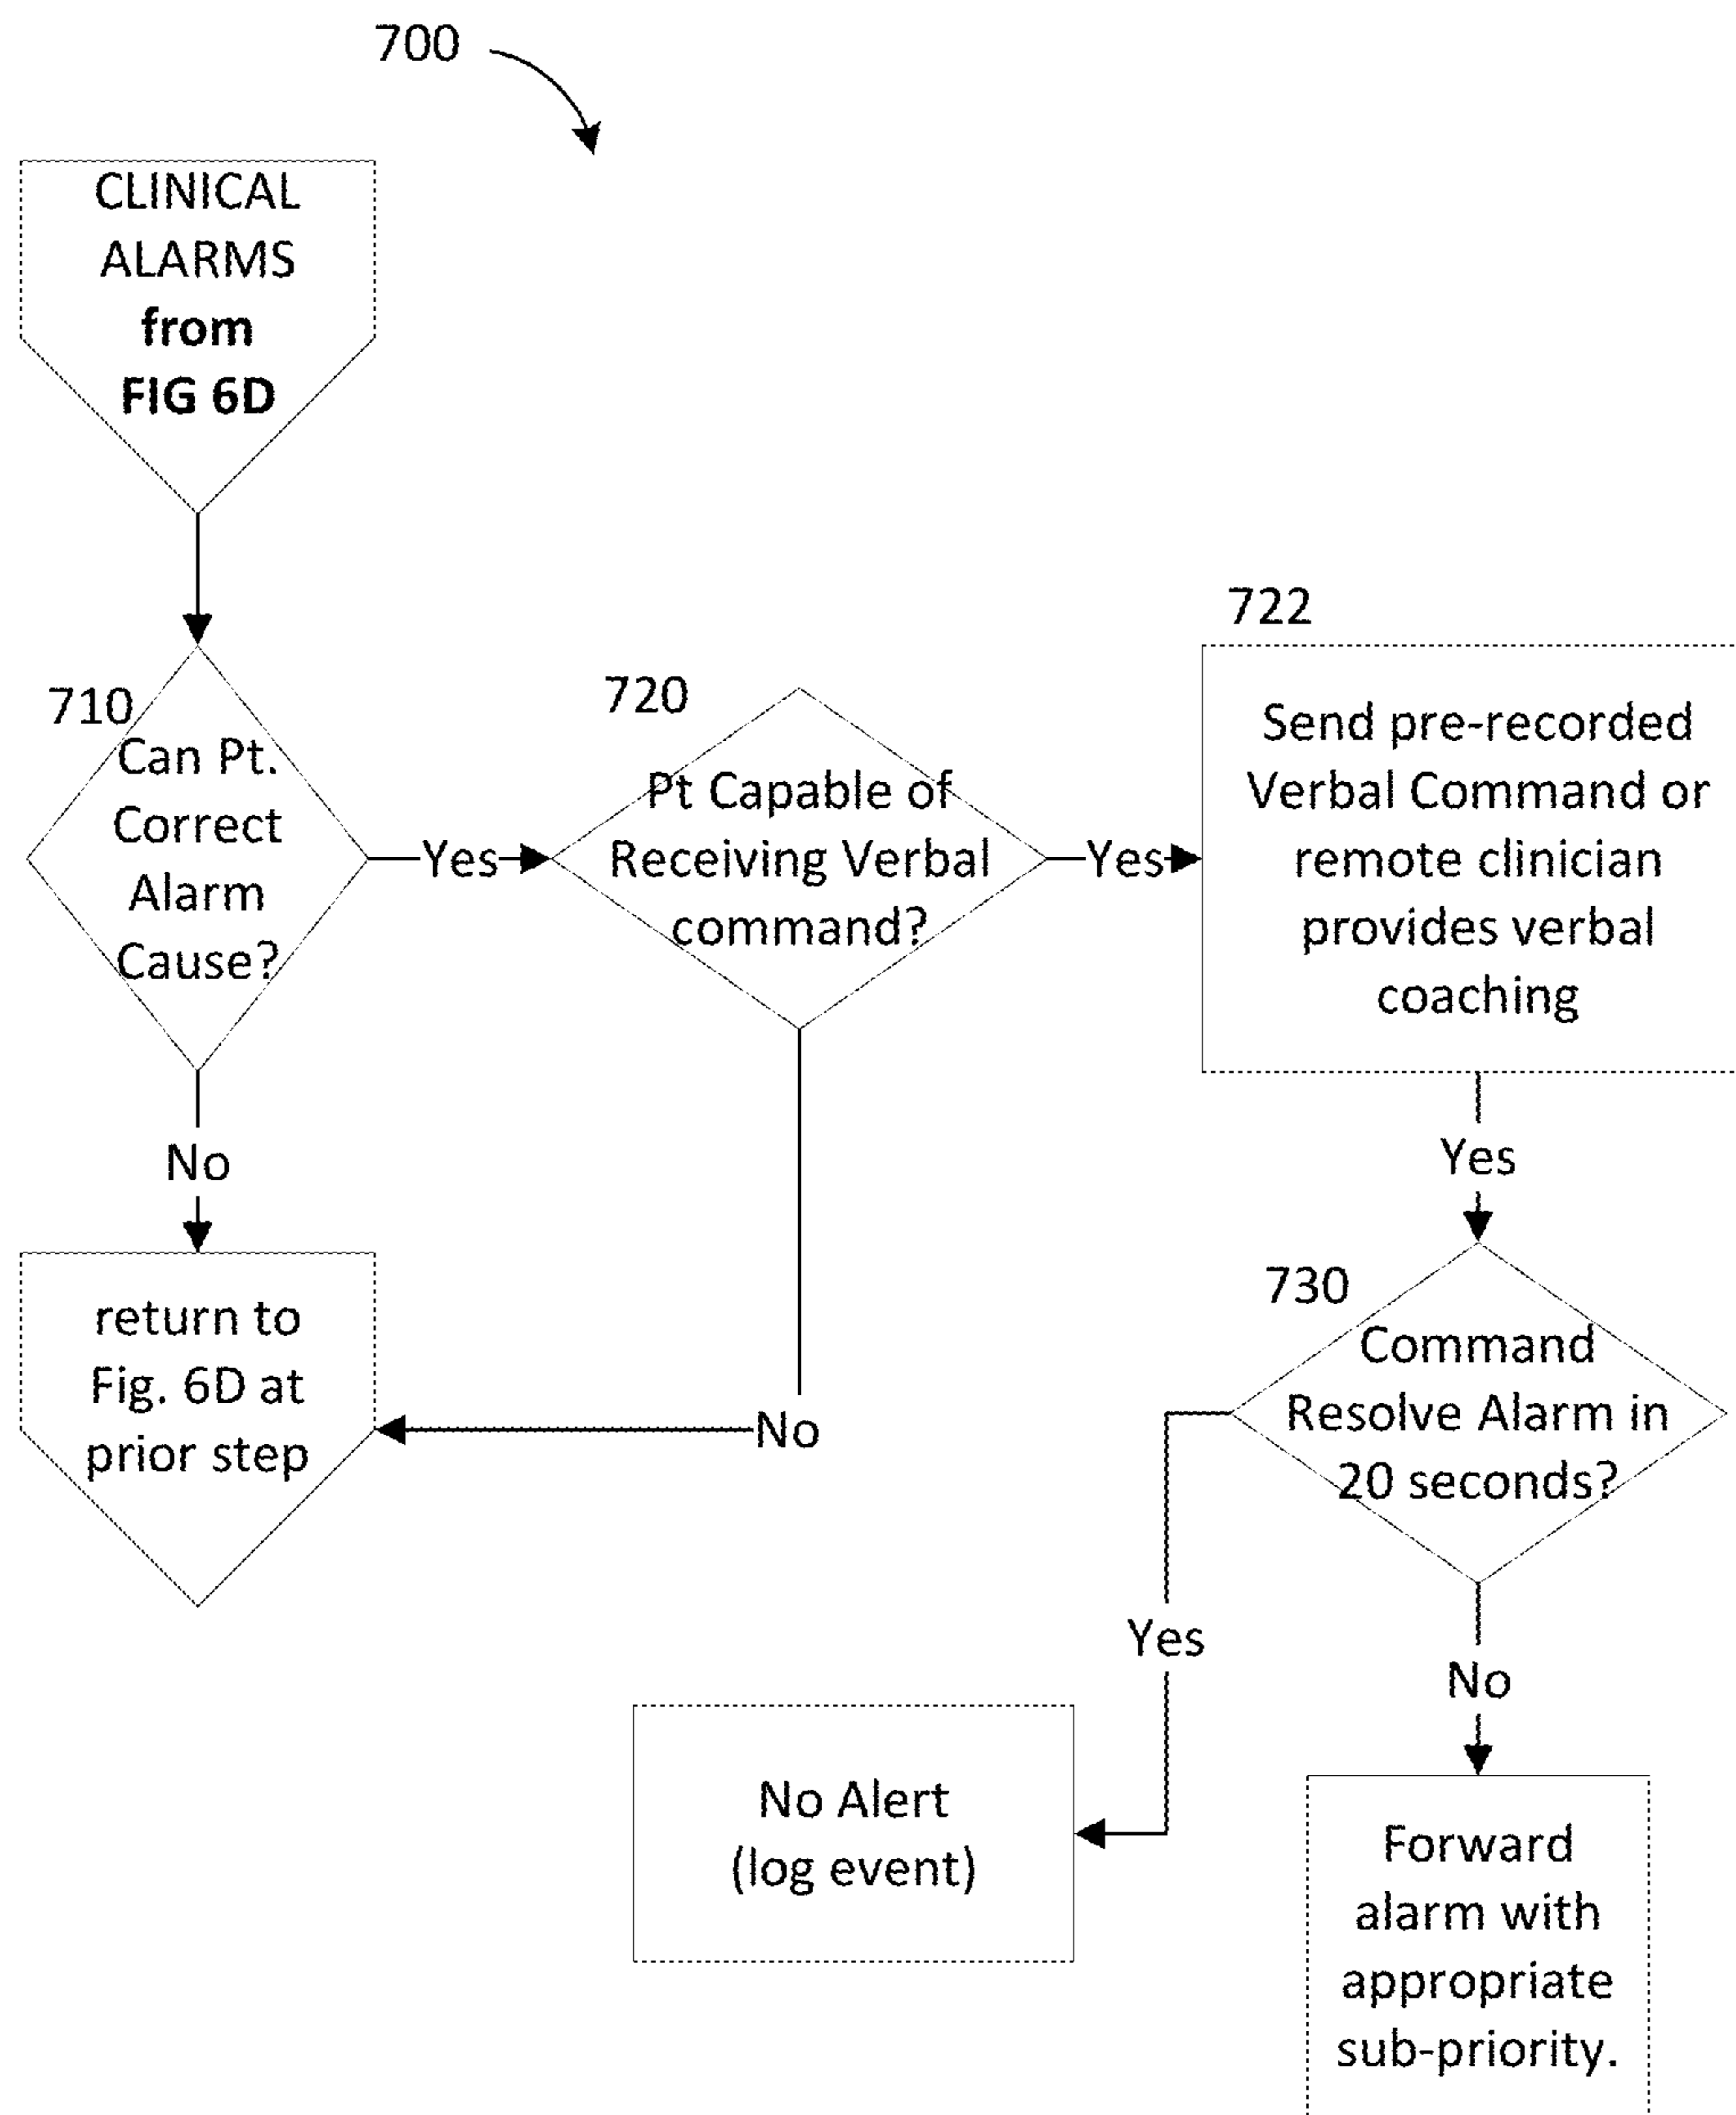 700
CLINICAL
ALARMS
from
FIG 6D
710
Can Pt.
Correct
Alarm
Cause?
Yes
720
Pt Capable of
Receiving Verbal
command?
Yes
722
Send pre-recorded
Verbal Command or
remote clinician
provides verbal
coaching
No
Yes
return to
Fig. 6D at
prior step
No
730
Command
Resolve Alarm in
20 seconds?
Yes
No
No Alert
(log event)
Forward
alarm with
appropriate
sub-priority.